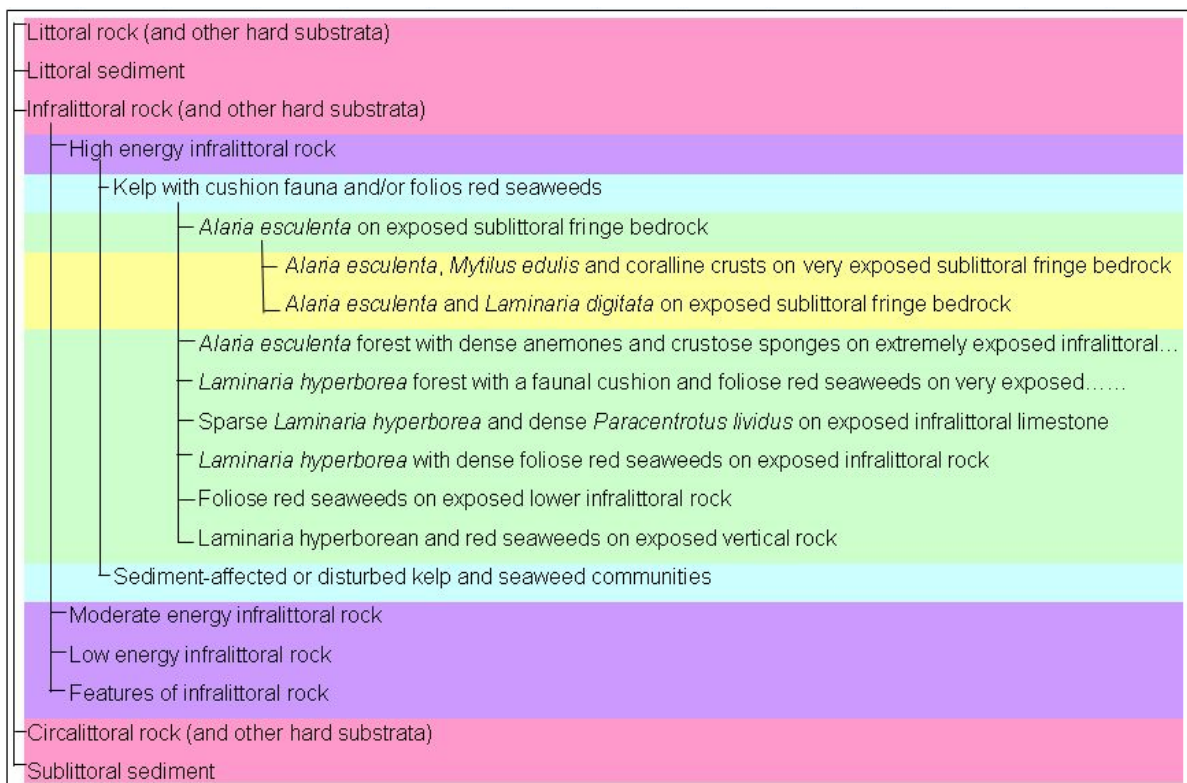 Littoral rock (and other hard substrata)
Littoral sediment
Infralittoral rock (and other hard substrata)
High energy infralittoral rock
Kelp with cushion fauna and/or folios red seaweeds
Alaria esculenta on exposed sublittoral fringe bedrock
Alaria esculenta, Mytilus edulis and coralline crusts on very exposed sublittoral fringe bedrock
Alaria esculenta and Laminaria digitata on exposed sublittoral fringe bedrock
Alaria esculenta forest with dense anemones and crustose sponges on extremely exposed infralittoral…
Laminaria hyperborea forest with a faunal cushion and foliose red seaweeds on very exposed……
Sparse Laminaria hyperborea and dense Paracentrotus lividus on exposed infralittoral limestone
Laminaria hyperborea with dense foliose red seaweeds on exposed infralittoral rock
Foliose red seaweeds on exposed lower infralittoral rock
Laminaria hyperborean and red seaweeds on exposed vertical rock
Sediment-affected or disturbed kelp and seaweed communities
Moderate energy infralittoral rock
Low energy infralittoral rock
Features of infralittoral rock
Circalittoral rock (and other hard substrata)
Sublittoral sediment